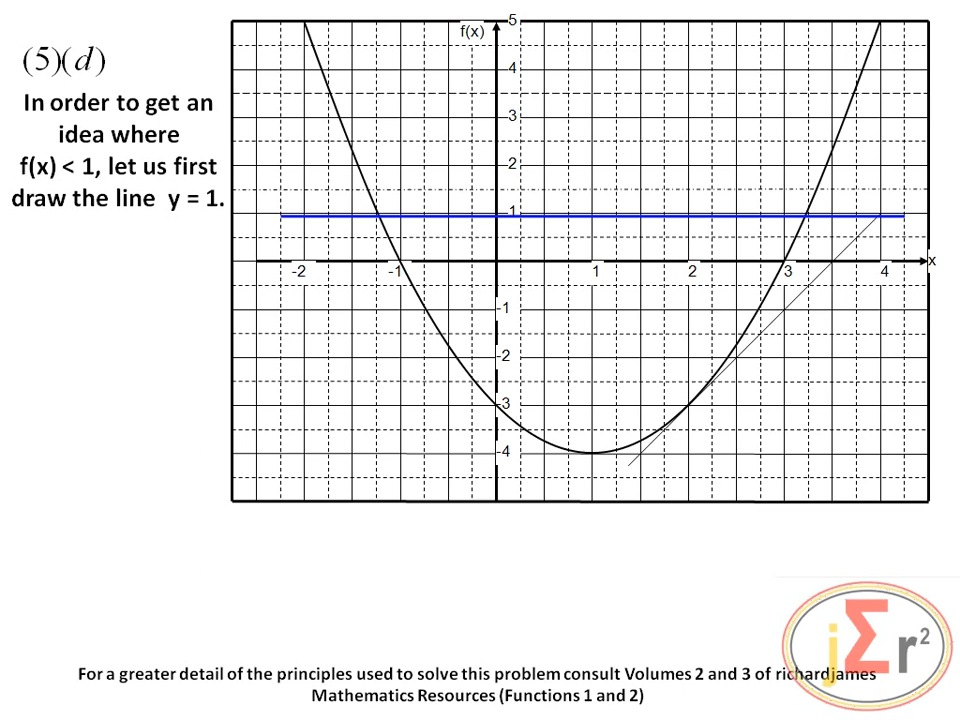 (5)(d)
In order to get an
idea where
f(x) < 1, let us first
draw the line y = 1.
f(x)
5
4
3
2
1
-2 -1 1 2 3 4 x
-1
-2
-3
-4
jΣr²
For a greater detail of the principles used to solve this problem consult Volumes 2 and 3 of richardjames
Mathematics Resources (Functions 1 and 2)